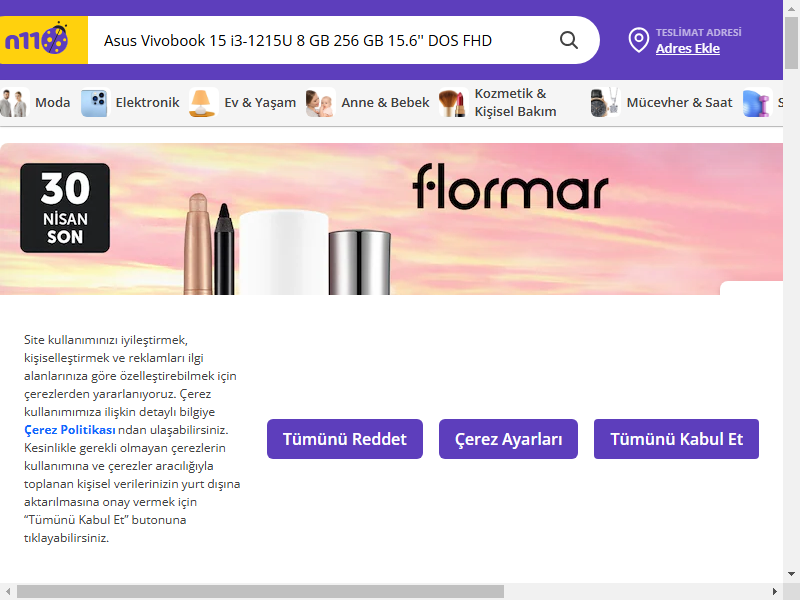 n11
Asus Vivobook 15 i3-1215U 8 GB 256 GB 15.6'' DOS FHD
TESLİMAT ADRESİ
Adres Ekle
Moda
Elektronik
Ev & Yaşam
Anne & Bebek
Kozmetik &
Kişisel Bakım
Mücevher & Saat
S
30
NİSAN
SON
flormar
Site kullanımınızı iyileştirmek,
kişiselleştirmek ve reklamları ilgi
alanlarınıza göre özelleştirebilmek için
çerezlerden yararlanıyoruz. Çerez
kullanımımıza ilişkin detaylı bilgiye
Çerez Politikası ndan ulaşabilirsiniz.
Kesinlikle gerekli olmayan çerezlerin
kullanımına ve çerezler aracılığıyla
toplanan kişisel verilerinizin yurt dışına
aktarılmasına onay vermek için
“Tümünü Kabul Et” butonuna
tıklayabilirsiniz.
Tümünü Reddet
Çerez Ayarları
Tümünü Kabul Et